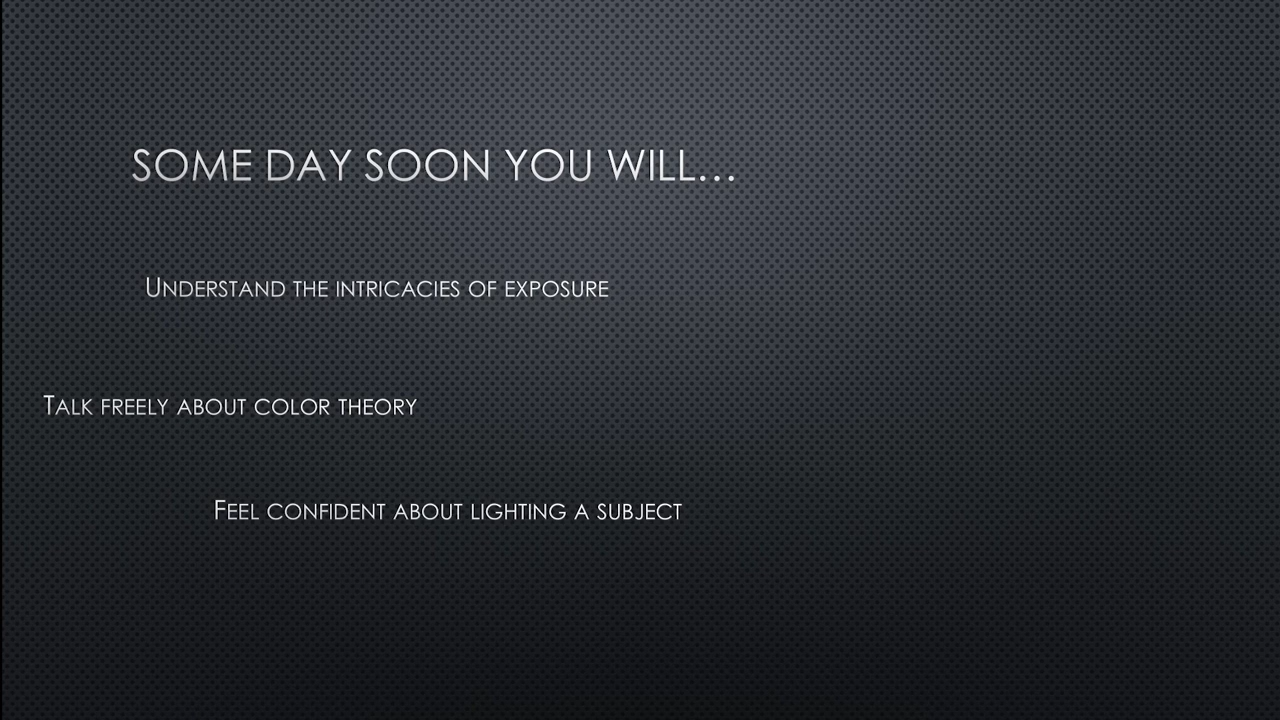 SOME DAY SOON YOU WILL…
UNDERSTAND THE INTRICACIES OF EXPOSURE
TALK FREELY ABOUT COLOR THEORY
FEEL CONFIDENT ABOUT LIGHTING A SUBJECT